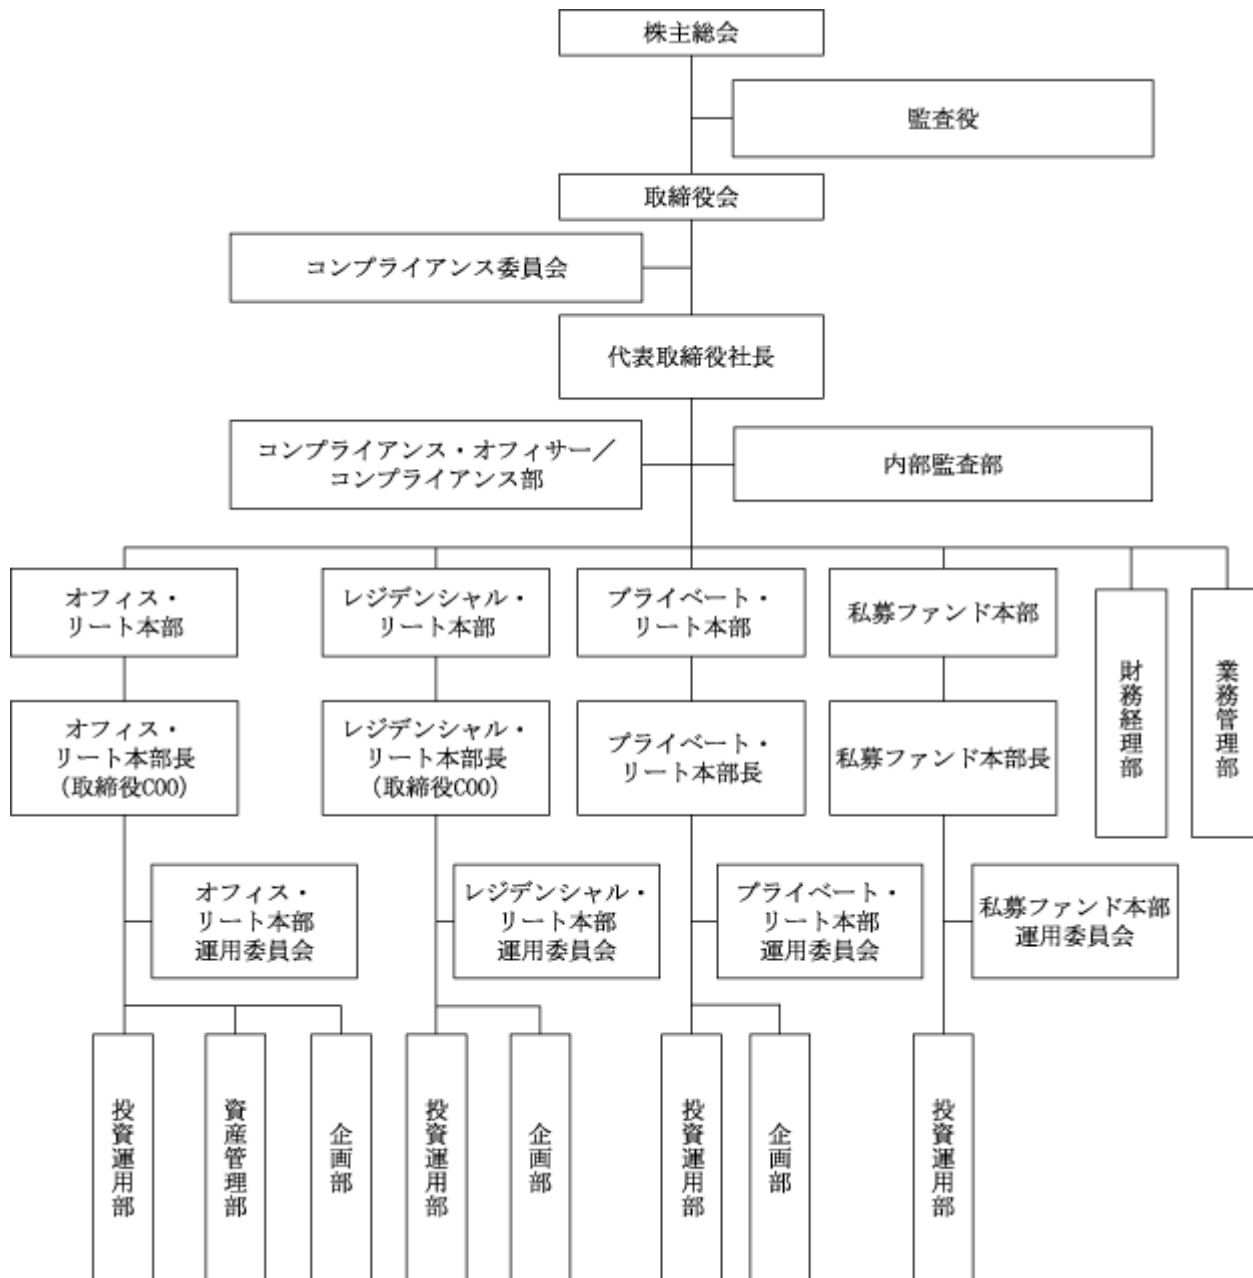 株主総会
監査役
取締役会
コンプライアンス委員会
代表取締役社長
コンプライアンス・オフィサー／
コンプライアンス部
内部監査部
オフィス・
リート本部
レジデンシャル・
リート本部
プライベート・
リート本部
私募ファンド本部
財務経理部
業務管理部
オフィス・
リート本部長
(取締役COO)
レジデンシャル・
リート本部長
(取締役COO)
プライベート・
リート本部長
私募ファンド本部長
オフィス・
リート本部
運用委員会
レジデンシャル・
リート本部
運用委員会
プライベート・
リート本部
運用委員会
私募ファンド本部
運用委員会
投資運用部
資産管理部
企画部
投資運用部
企画部
投資運用部
企画部
投資運用部